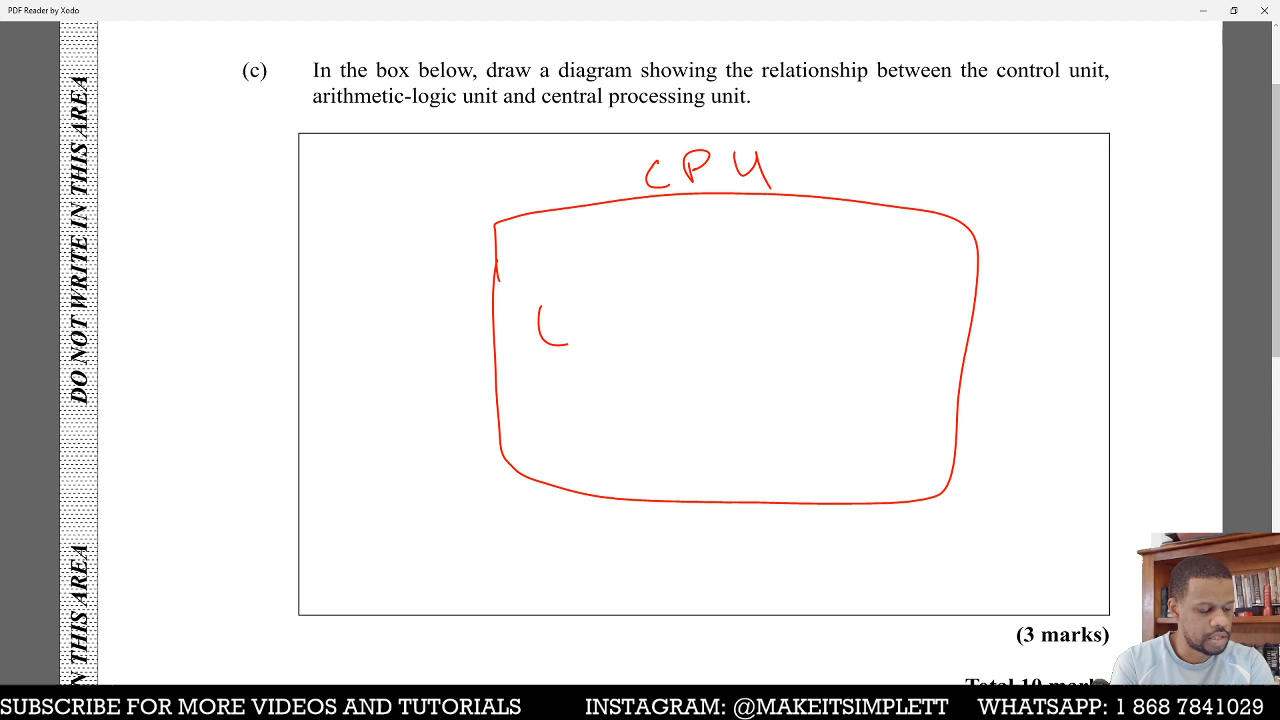 PDF Reader by Xodo
(c) In the box below, draw a diagram showing the relationship between the control unit,
arithmetic-logic unit and central processing unit.
CPU
(3 marks)
DO NOT WRITE IN THIS AREA
THIS AREA
SUBSCRIBE FOR MORE VIDEOS AND TUTORIALS INSTAGRAM: @MAKEITSIMPLETT WHATSAPP: 1 868 7841029